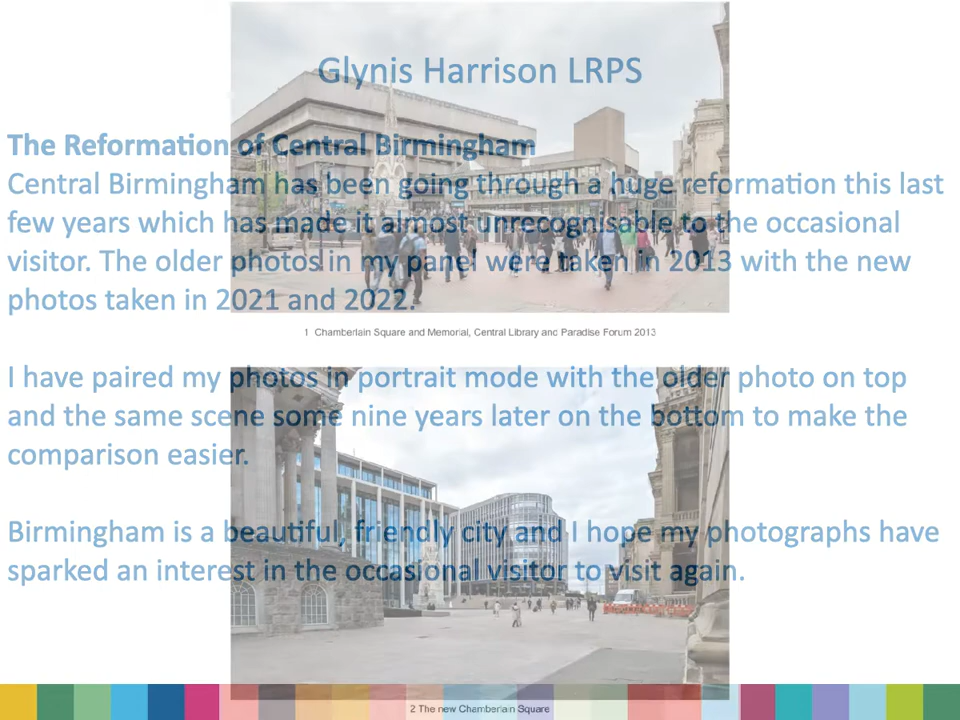 Glynis Harrison LRPS
The Reformation of Central Birmingham
Central Birmingham has been going through a huge reformation this last
few years which has made it almost unrecognisable to the occasional
visitor. The older photos in my panel were taken in 2013 with the new
photos taken in 2021 and 2022.
1 Chamberlain Square and Memorial, Central Library and Paradise Forum 2013
I have paired my photos in portrait mode with the older photo on top
and the same scene some nine years later on the bottom to make the
comparison easier.
Birmingham is a beautiful, friendly city and I hope my photographs have
sparked an interest in the occasional visitor to visit again.
2 The new Chamberlain Square